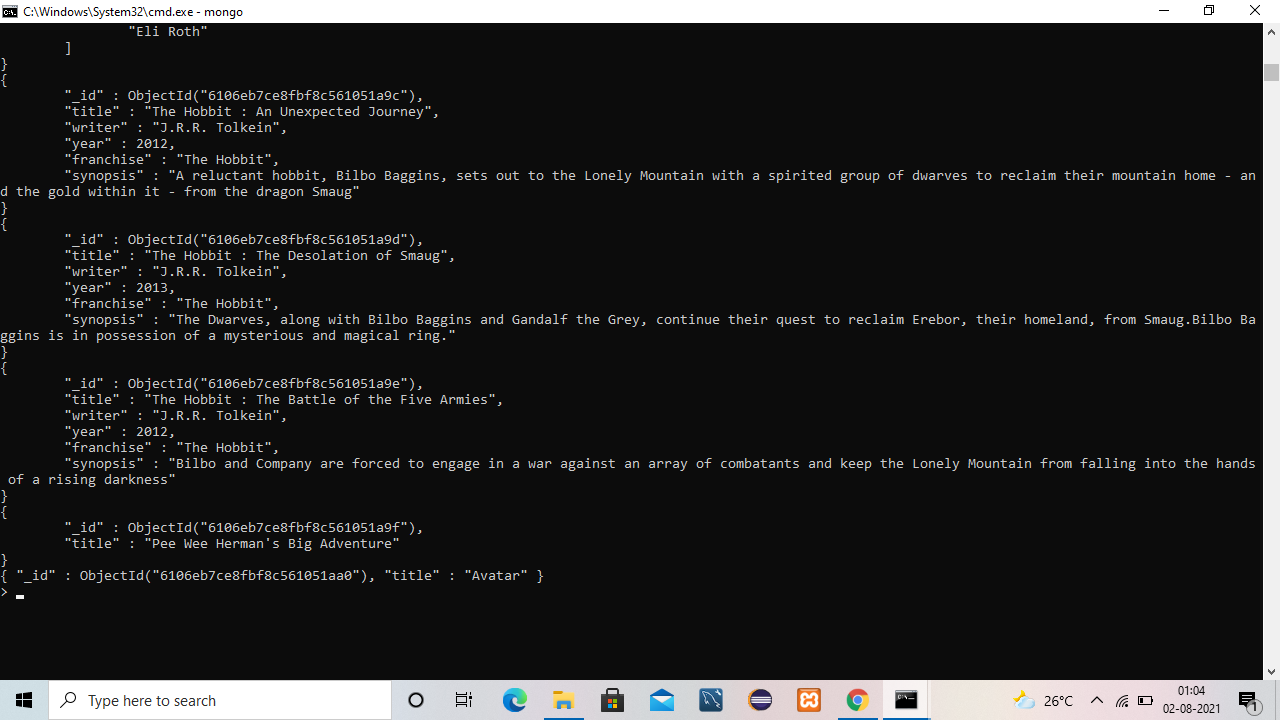 C:\Windows\System32\cmd.exe - mongo
"Eli Roth"
]
}
{
"_id" : ObjectId("6106eb7ce8fbf8c561051a9c"),
"title" : "The Hobbit : An Unexpected Journey",
"writer" : "J.R.R. Tolkein",
"year" : 2012,
"franchise" : "The Hobbit",
"synopsis" : "A reluctant hobbit, Bilbo Baggins, sets out to the Lonely Mountain with a spirited group of dwarves to reclaim their mountain home - an
d the gold within it - from the dragon Smaug"
}
{
"_id" : ObjectId("6106eb7ce8fbf8c561051a9d"),
"title" : "The Hobbit : The Desolation of Smaug",
"writer" : "J.R.R. Tolkein",
"year" : 2013,
"franchise" : "The Hobbit",
"synopsis" : "The Dwarves, along with Bilbo Baggins and Gandalf the Grey, continue their quest to reclaim Erebor, their homeland, from Smaug.Bilbo Ba
ggins is in possession of a mysterious and magical ring."
}
{
"_id" : ObjectId("6106eb7ce8fbf8c561051a9e"),
"title" : "The Hobbit : The Battle of the Five Armies",
"writer" : "J.R.R. Tolkein",
"year" : 2012,
"franchise" : "The Hobbit",
"synopsis" : "Bilbo and Company are forced to engage in a war against an array of combatants and keep the Lonely Mountain from falling into the hands
of a rising darkness"
}
{
"_id" : ObjectId("6106eb7ce8fbf8c561051a9f"),
"title" : "Pee Wee Herman's Big Adventure"
}
{ "_id" : ObjectId("6106eb7ce8fbf8c561051aa0"), "title" : "Avatar" }
>
Type here to search
26°C
01:04
02-08-2021
1